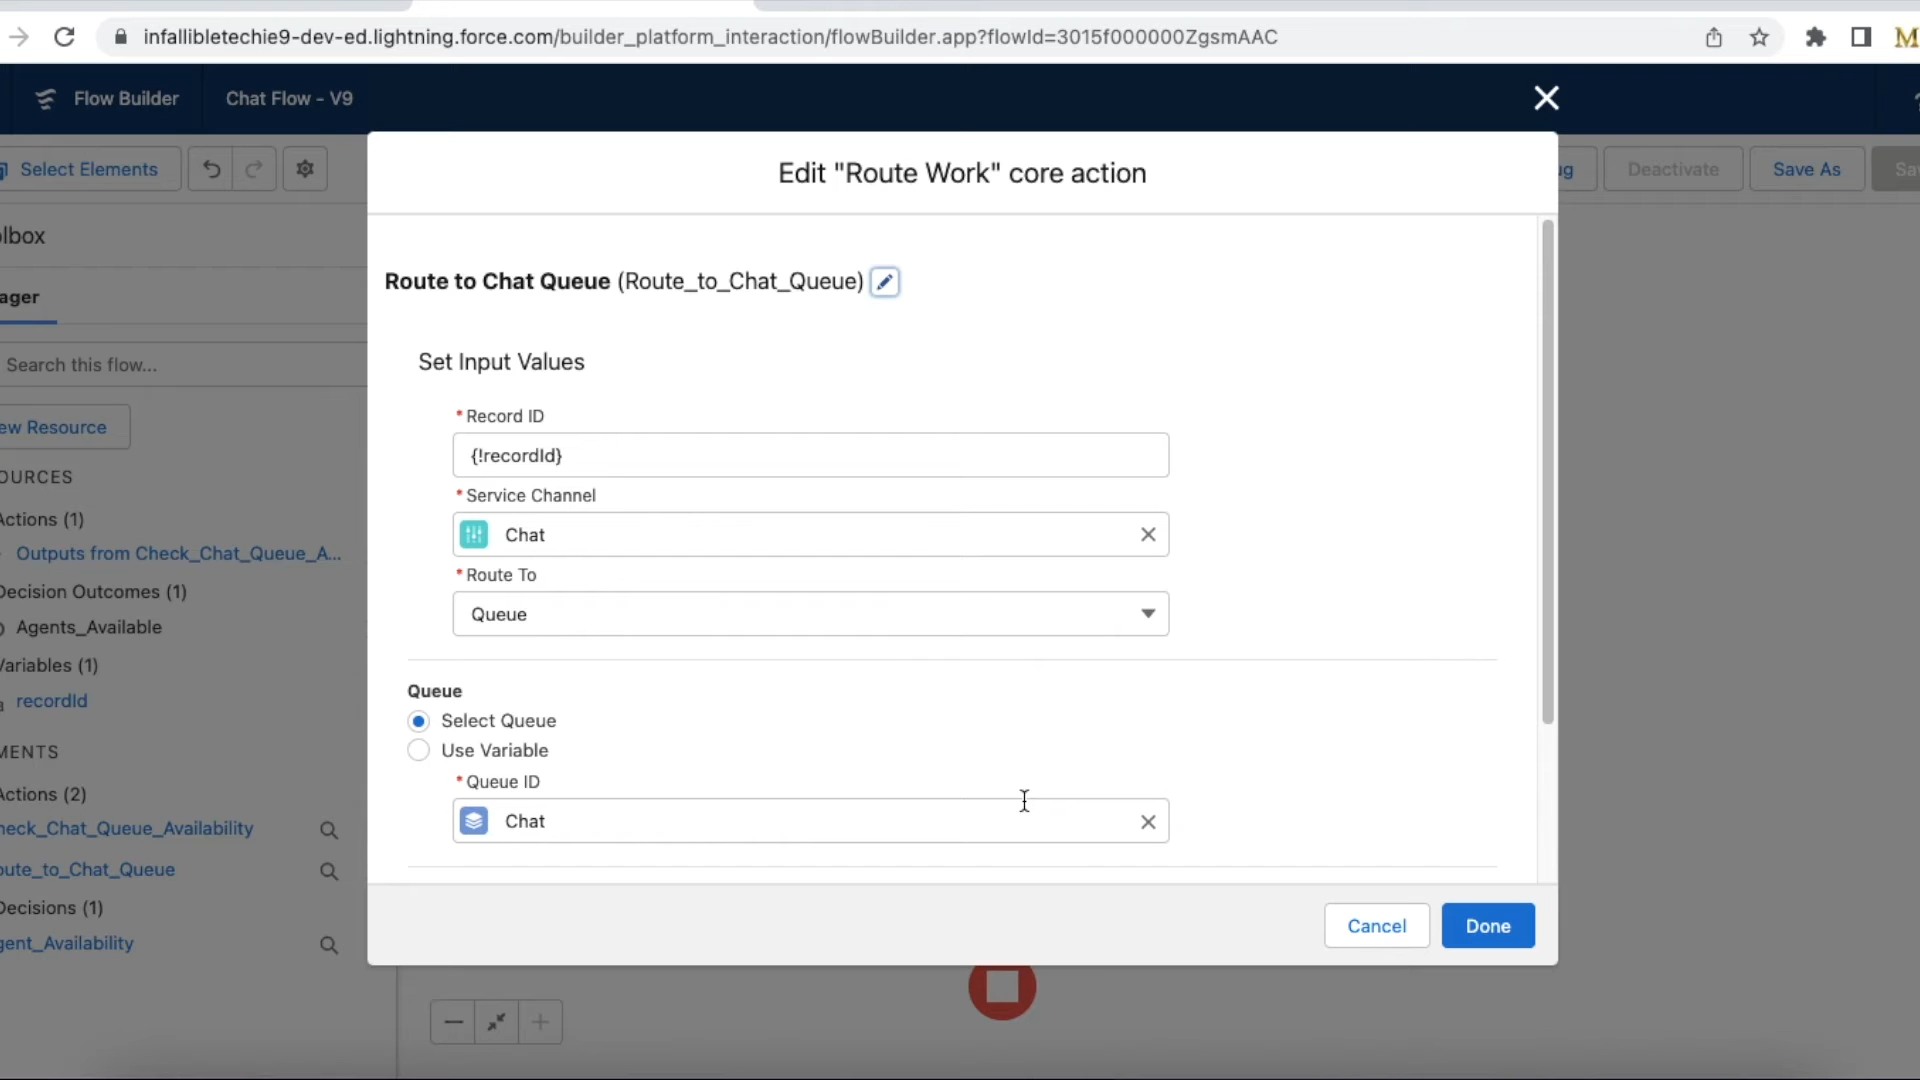 infallibletechie9-dev-ed.lightning.force.com/builder_platform_interaction/flowBuilder.app?flowId=3015f000000ZgsmAAC
M
Flow Builder
Chat Flow - V9
Select Elements
ug
Deactivate
Save As
Sav
Edit "Route Work" core action
lbox
ager
Search this flow...
ew Resource
OURCES
Actions (1)
Outputs from Check_Chat_Queue_A...
Decision Outcomes (1)
Agents_Available
Variables (1)
recordId
MENTS
Actions (2)
heck_Chat_Queue_Availability
oute_to_Chat_Queue
Decisions (1)
gent_Availability
Route to Chat Queue (Route_to_Chat_Queue)
Set Input Values
* Record ID
{!recordId}
* Service Channel
Chat
* Route To
Queue
Queue
Select Queue
Use Variable
* Queue ID
Chat
Cancel
Done